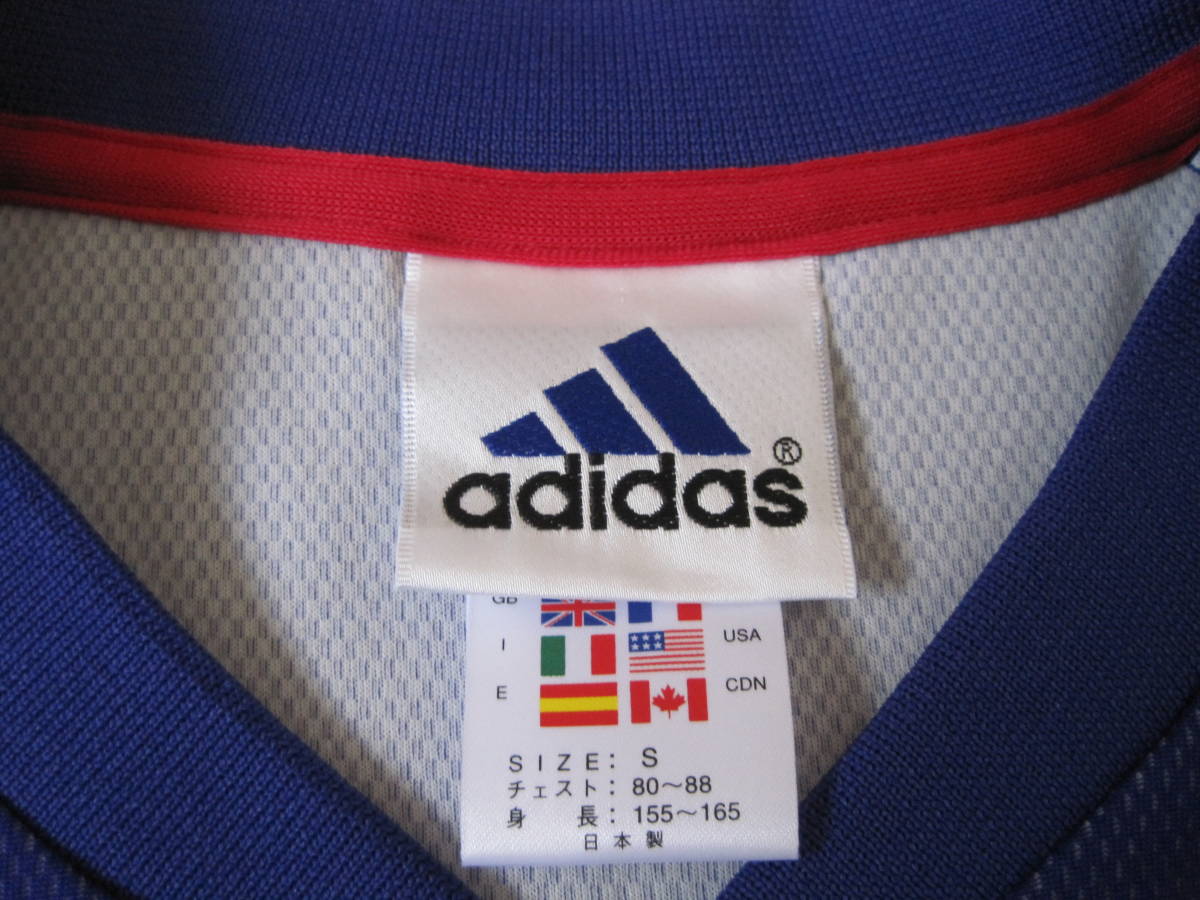 adidas®
GB
I USA
E CDN
SIZE: S
チェスト: 80～88
身長: 155～165
日本製